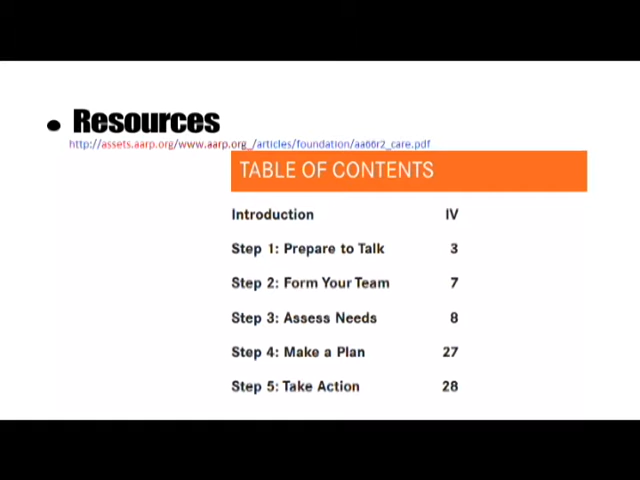 • Resources
http://assets.aarp.org/www.aarp.org_/articles/foundation/aa66r2_care.pdf
TABLE OF CONTENTS
Introduction IV
Step 1: Prepare to Talk 3
Step 2: Form Your Team 7
Step 3: Assess Needs 8
Step 4: Make a Plan 27
Step 5: Take Action 28